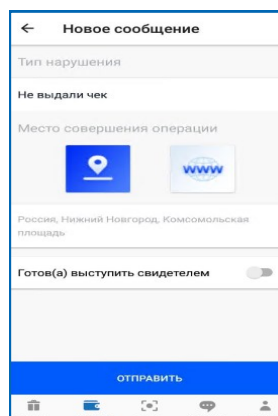 Новое сообщение
Тип нарушения
Не выдали чек
Место совершения операции
www
Россия, Нижний Новгород, Комсомольская
площадь
Готов(а) выступить свидетелем
ОТПРАВИТЬ